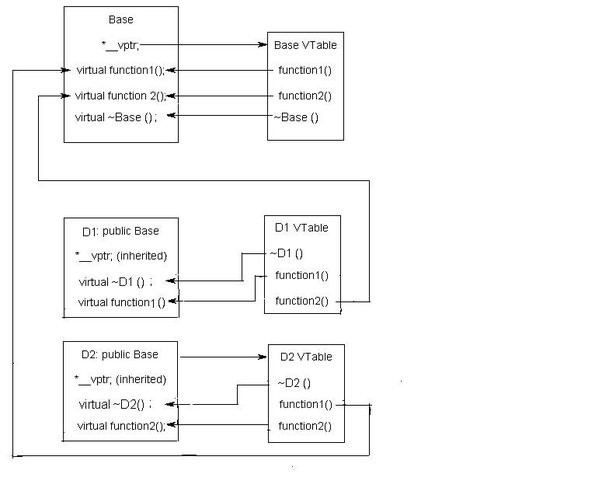 Base
*__vptr;
virtual function1();
virtual function 2();
virtual ~Base () ;
Base VTable
function1()
function2()
~Base ()
D1: public Base
*__vptr; (inherited)
virtual ~D1 () ;
virtual function1 ()
D1 VTable
~D1 ()
function1()
function2()
D2: public Base
*__vptr; (inherited)
virtual ~D2() ;
virtual function2();
D2 VTable
~D2 ()
function1()
function2()